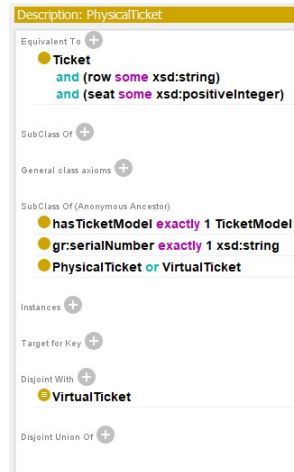 Description: PhysicalTicket
Equivalent To
Ticket
and (row some xsd:string)
and (seat some xsd:positiveInteger)
SubClass Of
General class axioms
SubClass Of (Anonymous Ancestor)
hasTicketModel exactly 1 TicketModel
gr:serialNumber exactly 1 xsd:string
PhysicalTicket or VirtualTicket
Instances
Target for Key
Disjoint With
VirtualTicket
Disjoint Union Of